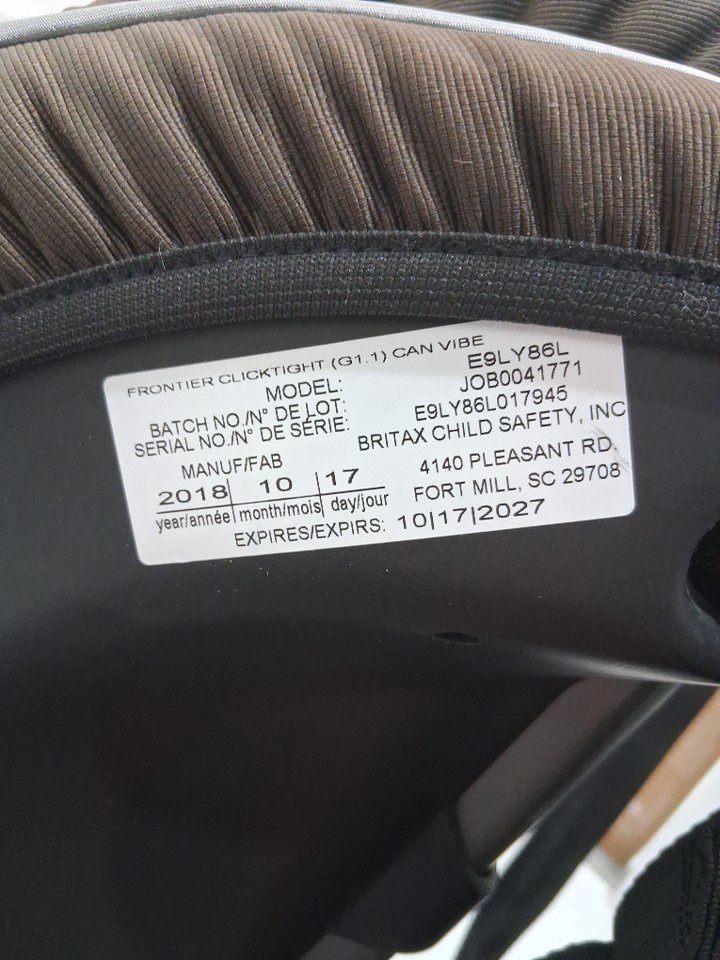 FRONTIER CLICKTIGHT (G1.1) CAN VIBE
MODEL: E9LY86L
BATCH NO./N° DE LOT: JOB0041771
SERIAL NO./N° DE SÉRIE: E9LY86L017945
MANUF/FAB
2018| 10 |17
year/année|month/mois| day/jour
BRITAX CHILD SAFETY, INC
4140 PLEASANT RD.
FORT MILL, SC 29708
EXPIRES/EXPIRS: 10|17|2027